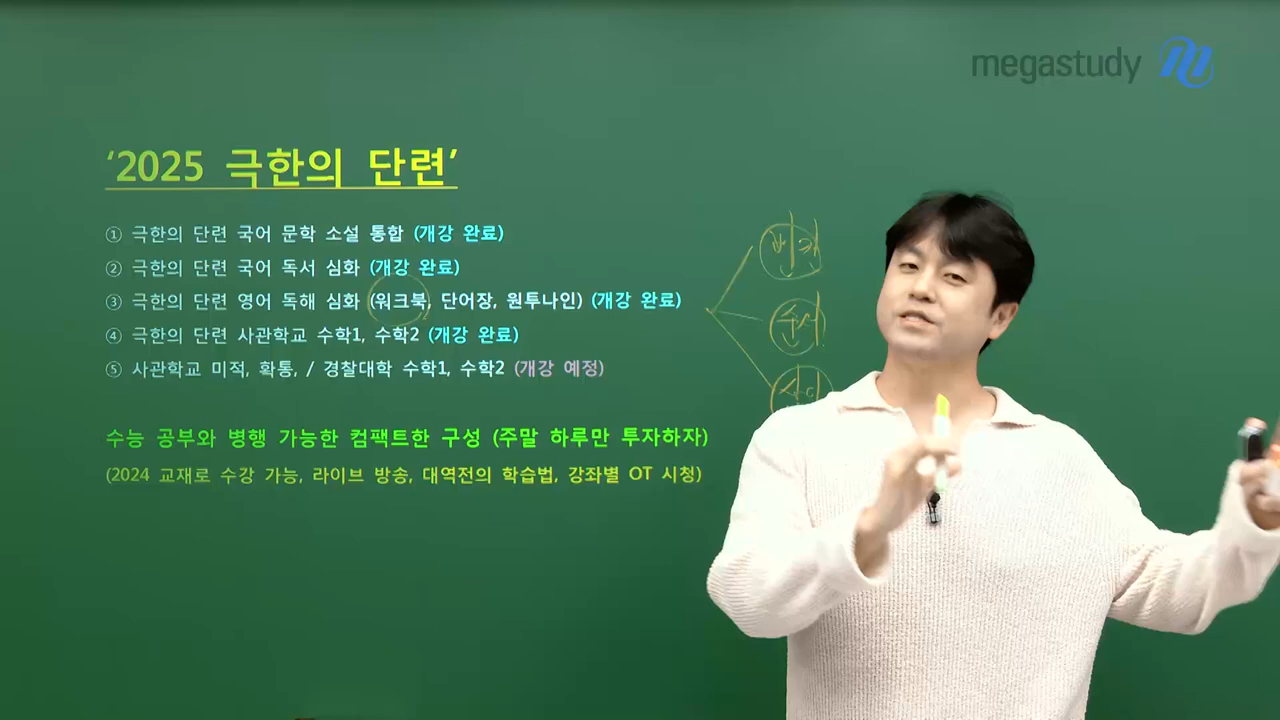 megastudy
'2025 극한의 단련'
① 극한의 단련 국어 문학 소설 통합 (개강 완료)
② 극한의 단련 국어 독서 심화 (개강 완료)
③ 극한의 단련 영어 독해 심화 (워크북, 단어장, 원투나인) (개강 완료)
④ 극한의 단련 사관학교 수학1, 수학2 (개강 완료)
⑤ 사관학교 미적, 확통, / 경찰대학 수학1, 수학2 (개강 예정)
수능 공부와 병행 가능한 컴팩트한 구성 (주말 하루만 투자하자)
(2024 교재로 수강 가능, 라이브 방송, 대역전의 학습법, 강좌별 OT 시청)